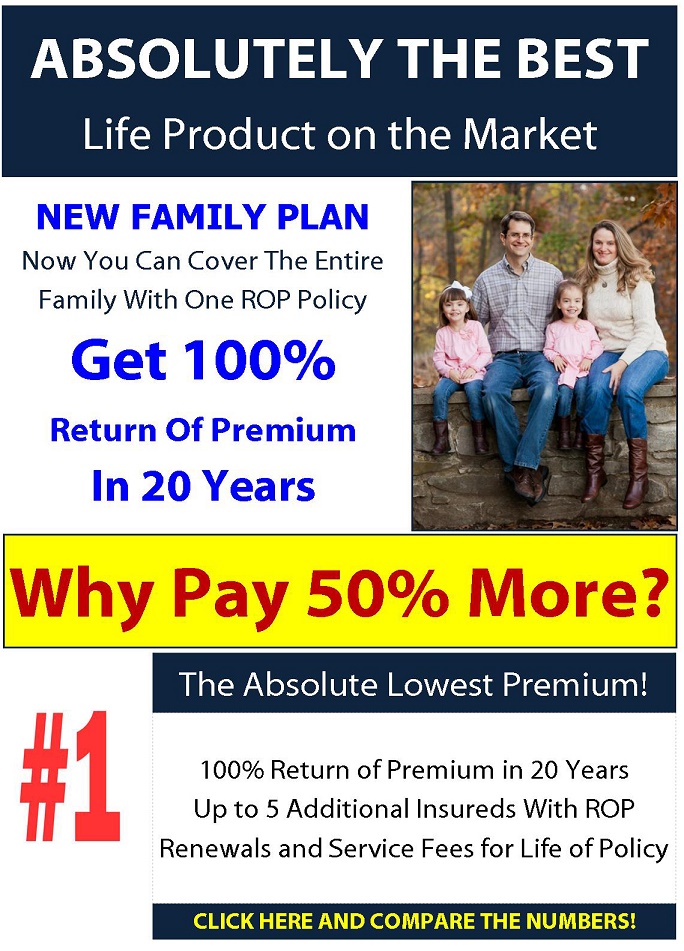 ABSOLUTELY THE BEST
Life Product on the Market
NEW FAMILY PLAN
Now You Can Cover The Entire
Family With One ROP Policy
Get 100%
Return Of Premium
In 20 Years
Why Pay 50% More?
#1
The Absolute Lowest Premium!
100% Return of Premium in 20 Years
Up to 5 Additional Insureds With ROP
Renewals and Service Fees for Life of Policy
CLICK HERE AND COMPARE THE NUMBERS!